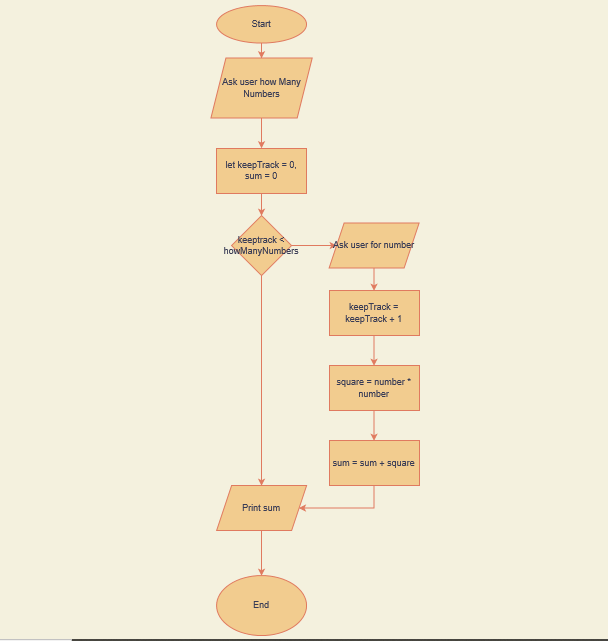 Start
Ask user how Many
Numbers
let keepTrack = 0,
sum = 0
keeptrack <
howManyNumbers
Ask user for number
keepTrack =
keepTrack + 1
square = number *
number
sum = sum + square
Print sum
End